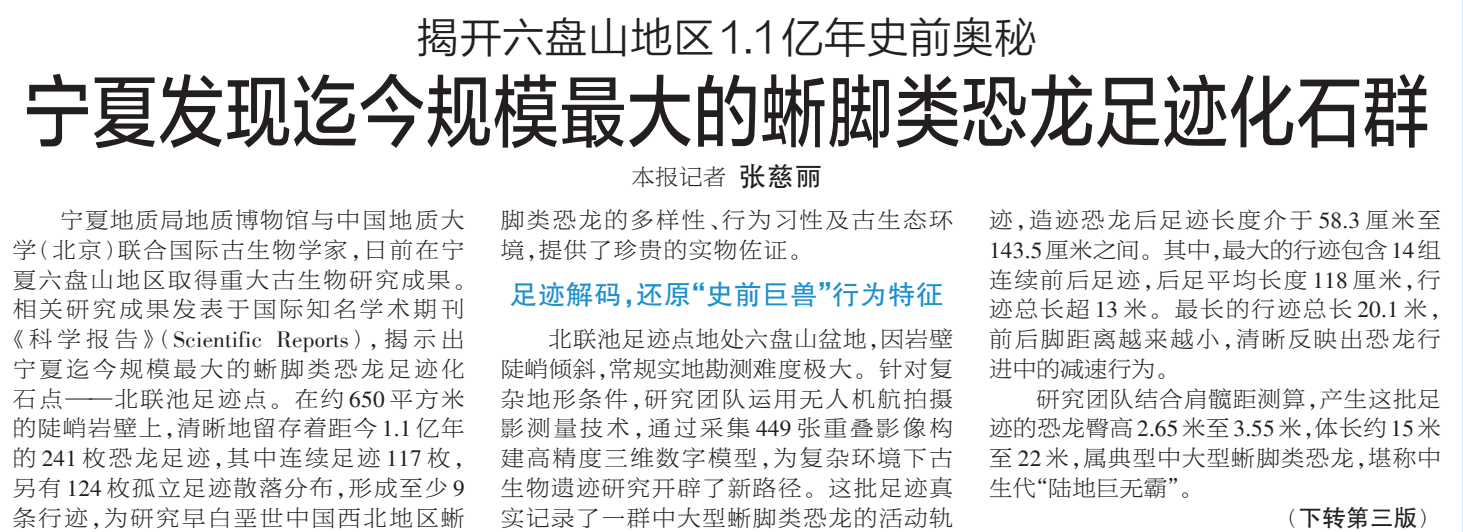 揭开六盘山地区1.1亿年史前奥秘
宁夏发现迄今规模最大的蜥脚类恐龙足迹化石群
本报记者 张慈丽
宁夏地质局地质博物馆与中国地质大
学(北京)联合国际古生物学家,日前在宁
夏六盘山地区取得重大古生物研究成果。
相关研究成果发表于国际知名学术期刊
《科学报告》(Scientific Reports),揭示出
宁夏迄今规模最大的蜥脚类恐龙足迹化
石点——北联池足迹点。在约650平方米
的陡峭岩壁上,清晰地留存着距今1.1亿年
的241枚恐龙足迹,其中连续足迹117枚,
另有124枚孤立足迹散落分布,形成至少9
条行迹,为研究早白垩世中国西北地区蜥
脚类恐龙的多样性、行为习性及古生态环
境,提供了珍贵的实物佐证。
足迹解码,还原“史前巨兽”行为特征
北联池足迹点地处六盘山盆地,因岩壁
陡峭倾斜,常规实地勘测难度极大。针对复
杂地形条件,研究团队运用无人机航拍摄
影测量技术,通过采集449张重叠影像构
建高精度三维数字模型,为复杂环境下古
生物遗迹研究开辟了新路径。这批足迹真
实记录了一群中大型蜥脚类恐龙的活动轨
迹,造迹恐龙后足迹长度介于58.3厘米至
143.5厘米之间。其中,最大的行迹包含14组
连续前后足迹,后足平均长度118厘米,行
迹总长超13米。最长的行迹总长20.1米,
前后脚距离越来越小,清晰反映出恐龙行
进中的减速行为。
研究团队结合肩髋距测算,产生这批足
迹的恐龙臀高2.65米至3.55米,体长约15米
至22米,属典型中大型蜥脚类恐龙,堪称中
生代“陆地巨无霸”。
(下转第三版)